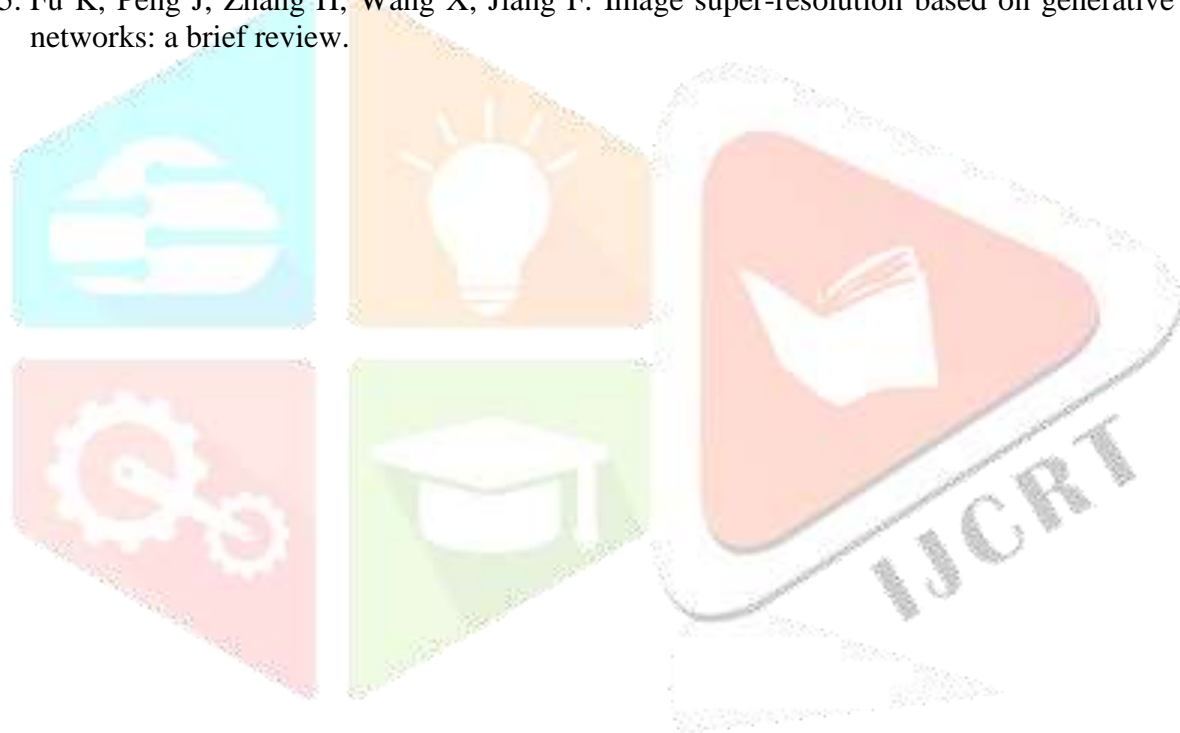 5. Fu K, Peng J, Zhang H, Wang X, Jiang F. Image super-resolution based on generative
networks: a brief review.
IJCRT